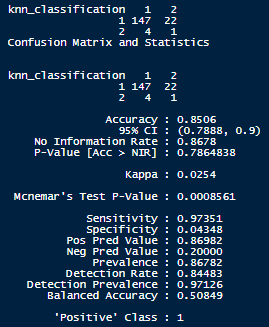 knn_classification   1   2
                 1 147  22
                 2   4   1
Confusion Matrix and Statistics
knn_classification   1   2
                 1 147  22
                 2   4   1
Accuracy : 0.8506
95% CI : (0.7888, 0.9)
No Information Rate : 0.8678
P-Value [Acc > NIR] : 0.7864838
Kappa : 0.0254
Mcnemar's Test P-Value : 0.0008561
Sensitivity : 0.97351
Specificity : 0.04348
Pos Pred Value : 0.86982
Neg Pred Value : 0.20000
Prevalence : 0.86782
Detection Rate : 0.84483
Detection Prevalence : 0.97126
Balanced Accuracy : 0.50849
'Positive' Class : 1